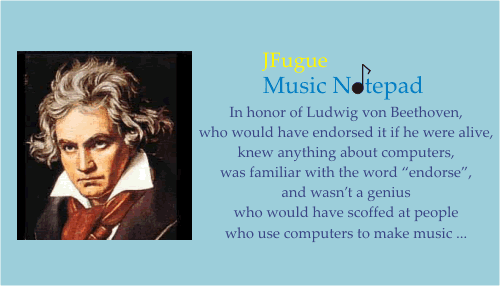 JFugue
Music Notepad
In honor of Ludwig von Beethoven,
who would have endorsed it if he were alive,
knew anything about computers,
was familiar with the word “endorse”,
and wasn’t a genius
who would have scoffed at people
who use computers to make music ...